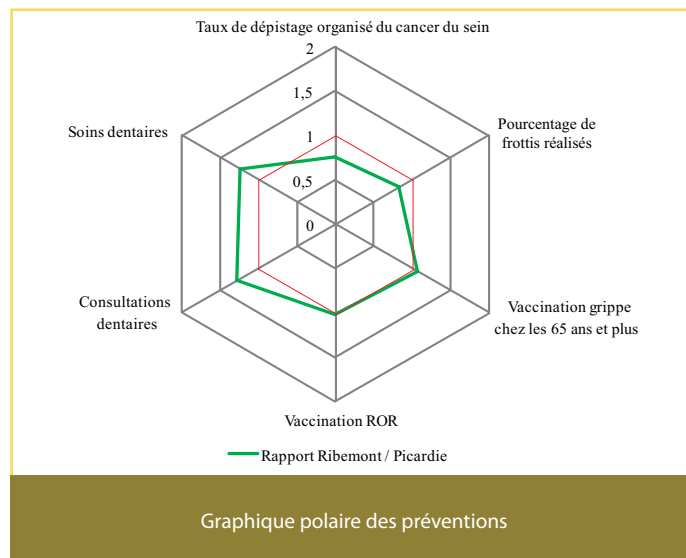 Taux de dépistage organisé du cancer du sein
2
1,5
Soins dentaires
1
Pourcentage de
frottis réalisés
0,5
0
Consultations
dentaires
Vaccination grippe
chez les 65 ans et plus
Vaccination ROR
Rapport Ribemont / Picardie
Graphique polaire des préventions